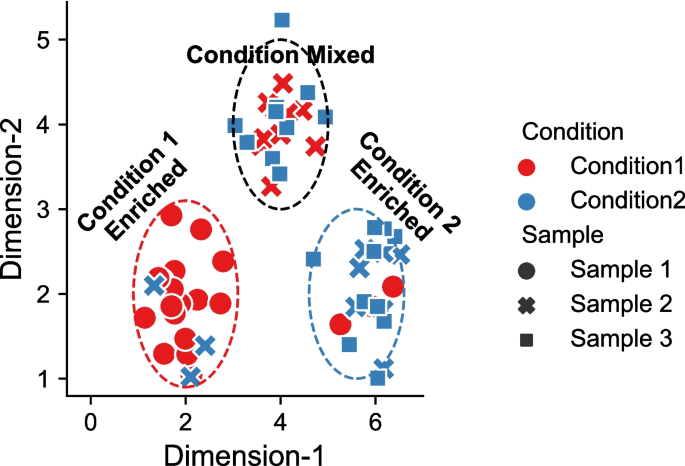 Condition Mixed
Condition 1
Enriched
Condition 2
Enriched
Dimension-2
5
4
3
2
1
0
2
4
6
Dimension-1
Condition
Condition1
Condition2
Sample
Sample 1
Sample 2
Sample 3